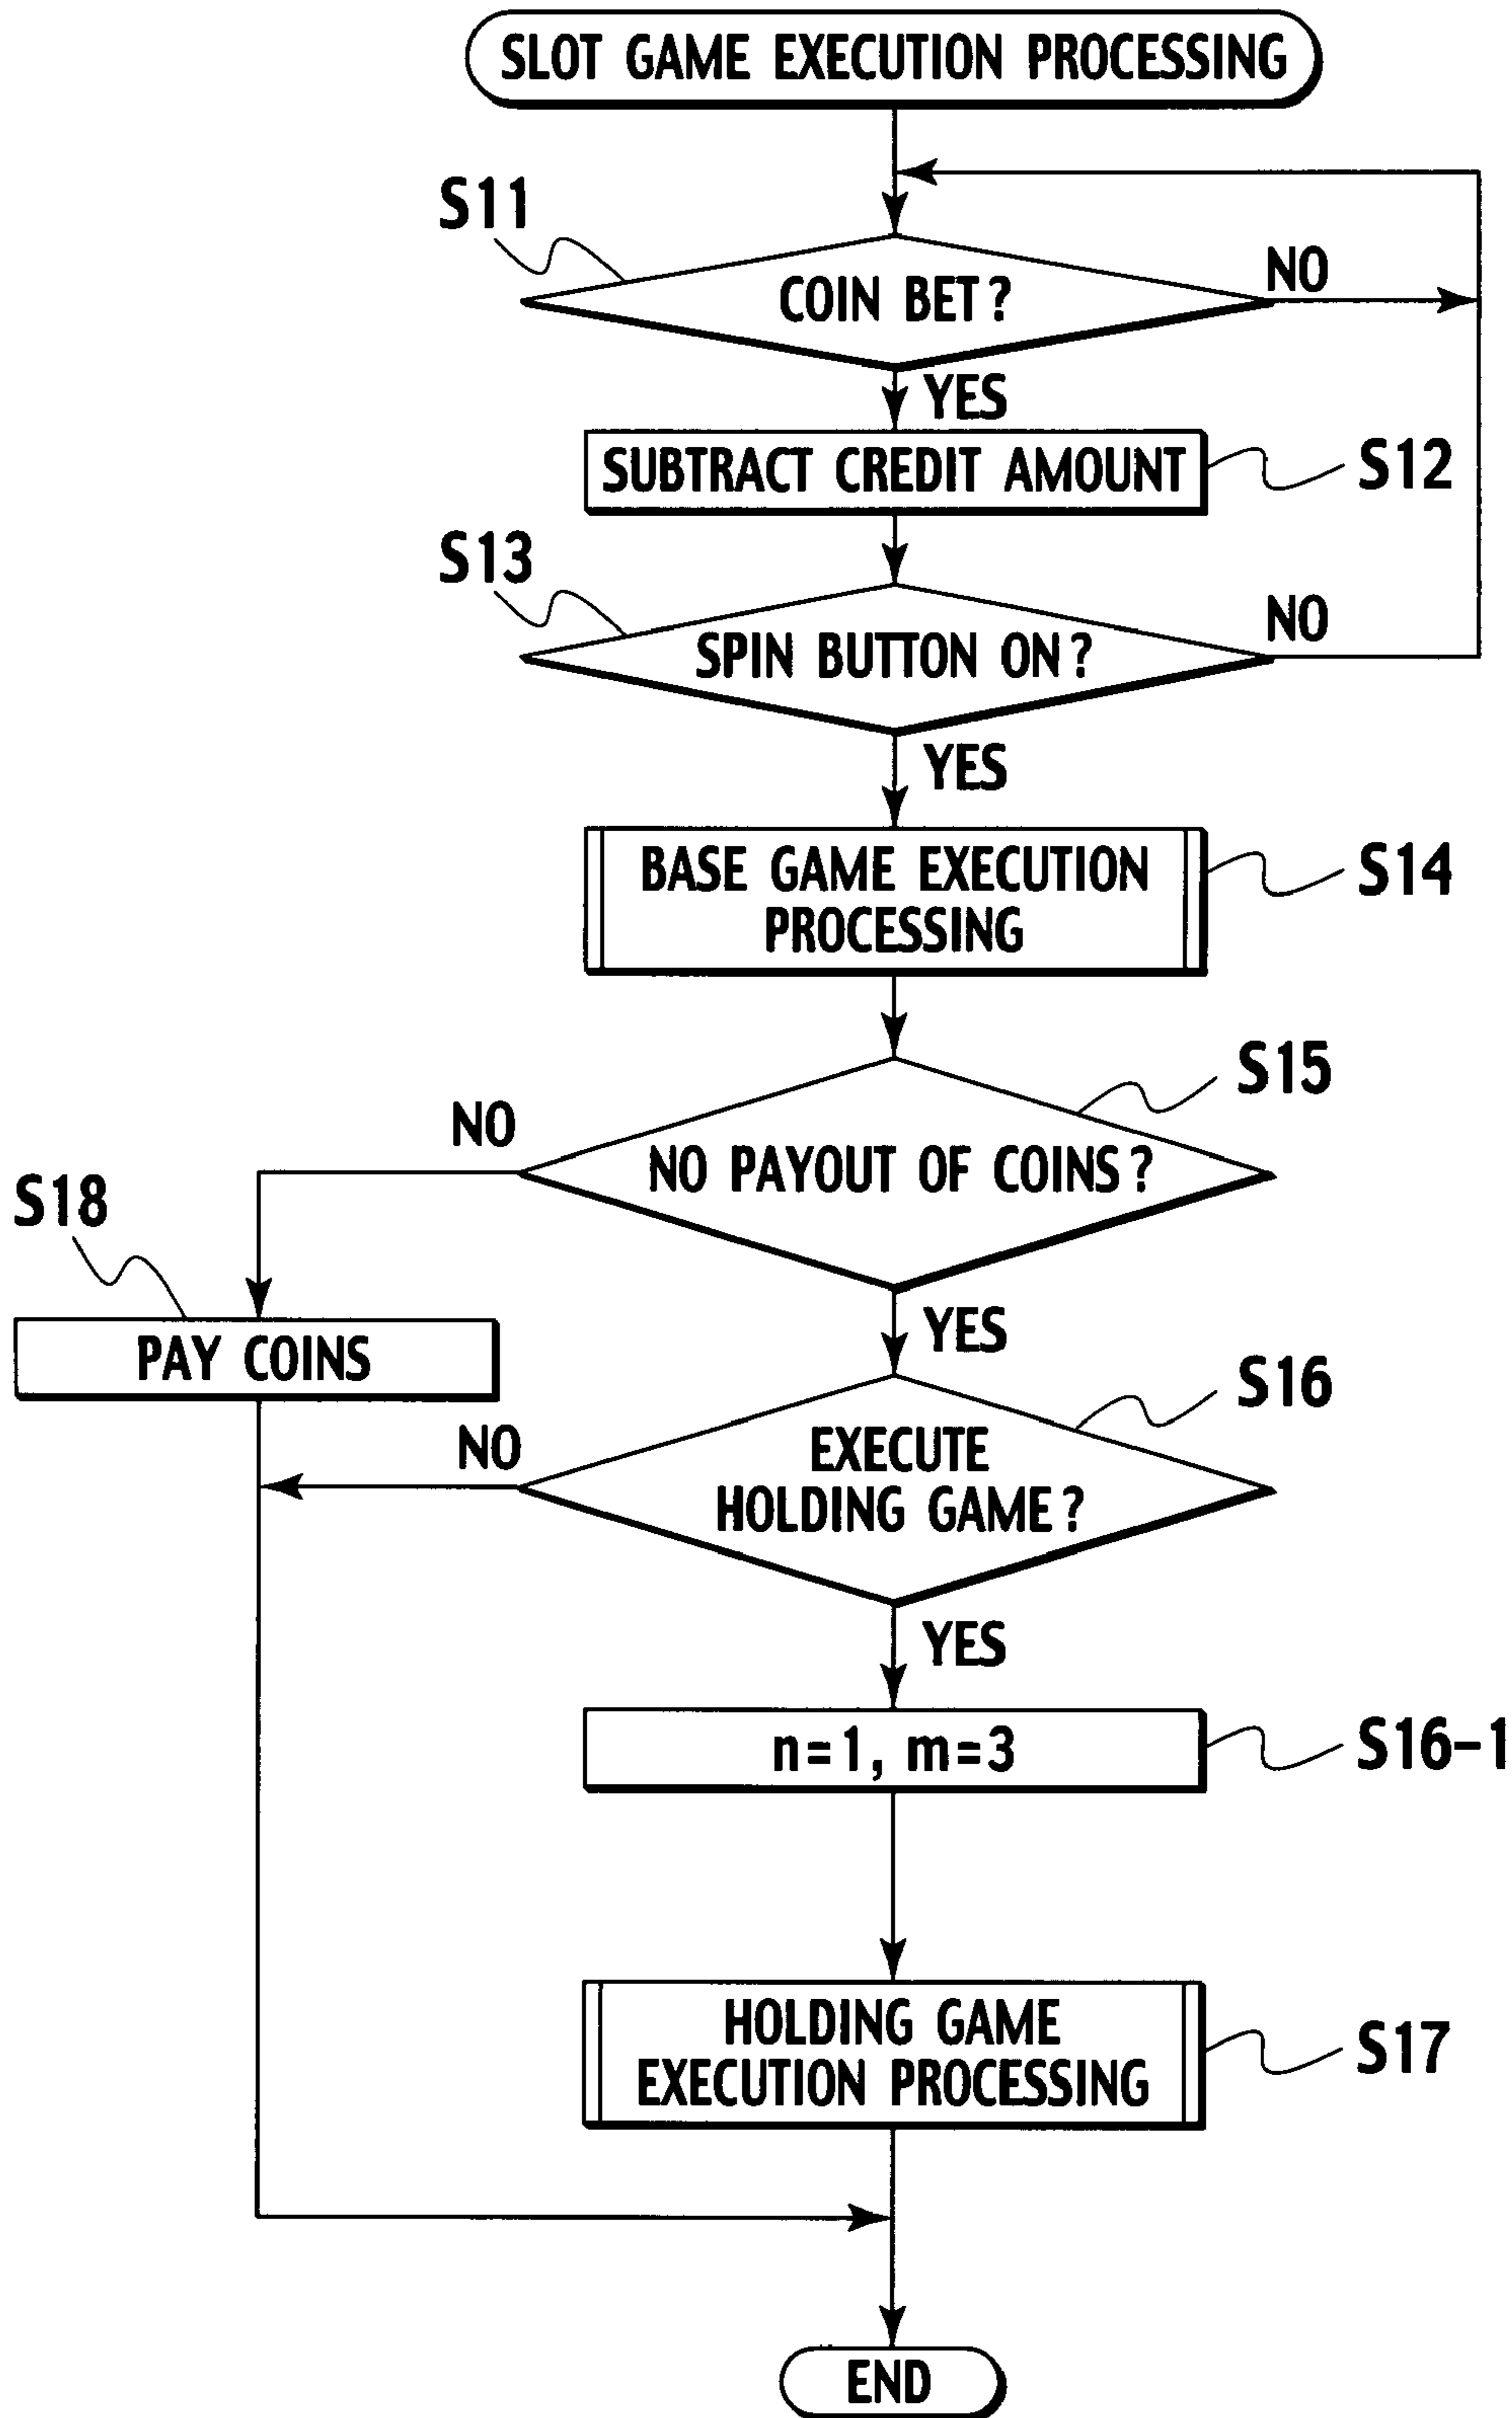 SLOT GAME EXECUTION PROCESSING
S11
COIN BET?
NO
YES
SUBTRACT CREDIT AMOUNT
S12
S13
SPIN BUTTON ON?
NO
YES
BASE GAME EXECUTION
PROCESSING
S14
S15
NO PAYOUT OF COINS?
NO
YES
S18
PAY COINS
S16
EXECUTE
HOLDING GAME?
NO
YES
n=1, m=3
S16-1
HOLDING GAME
EXECUTION PROCESSING
S17
END